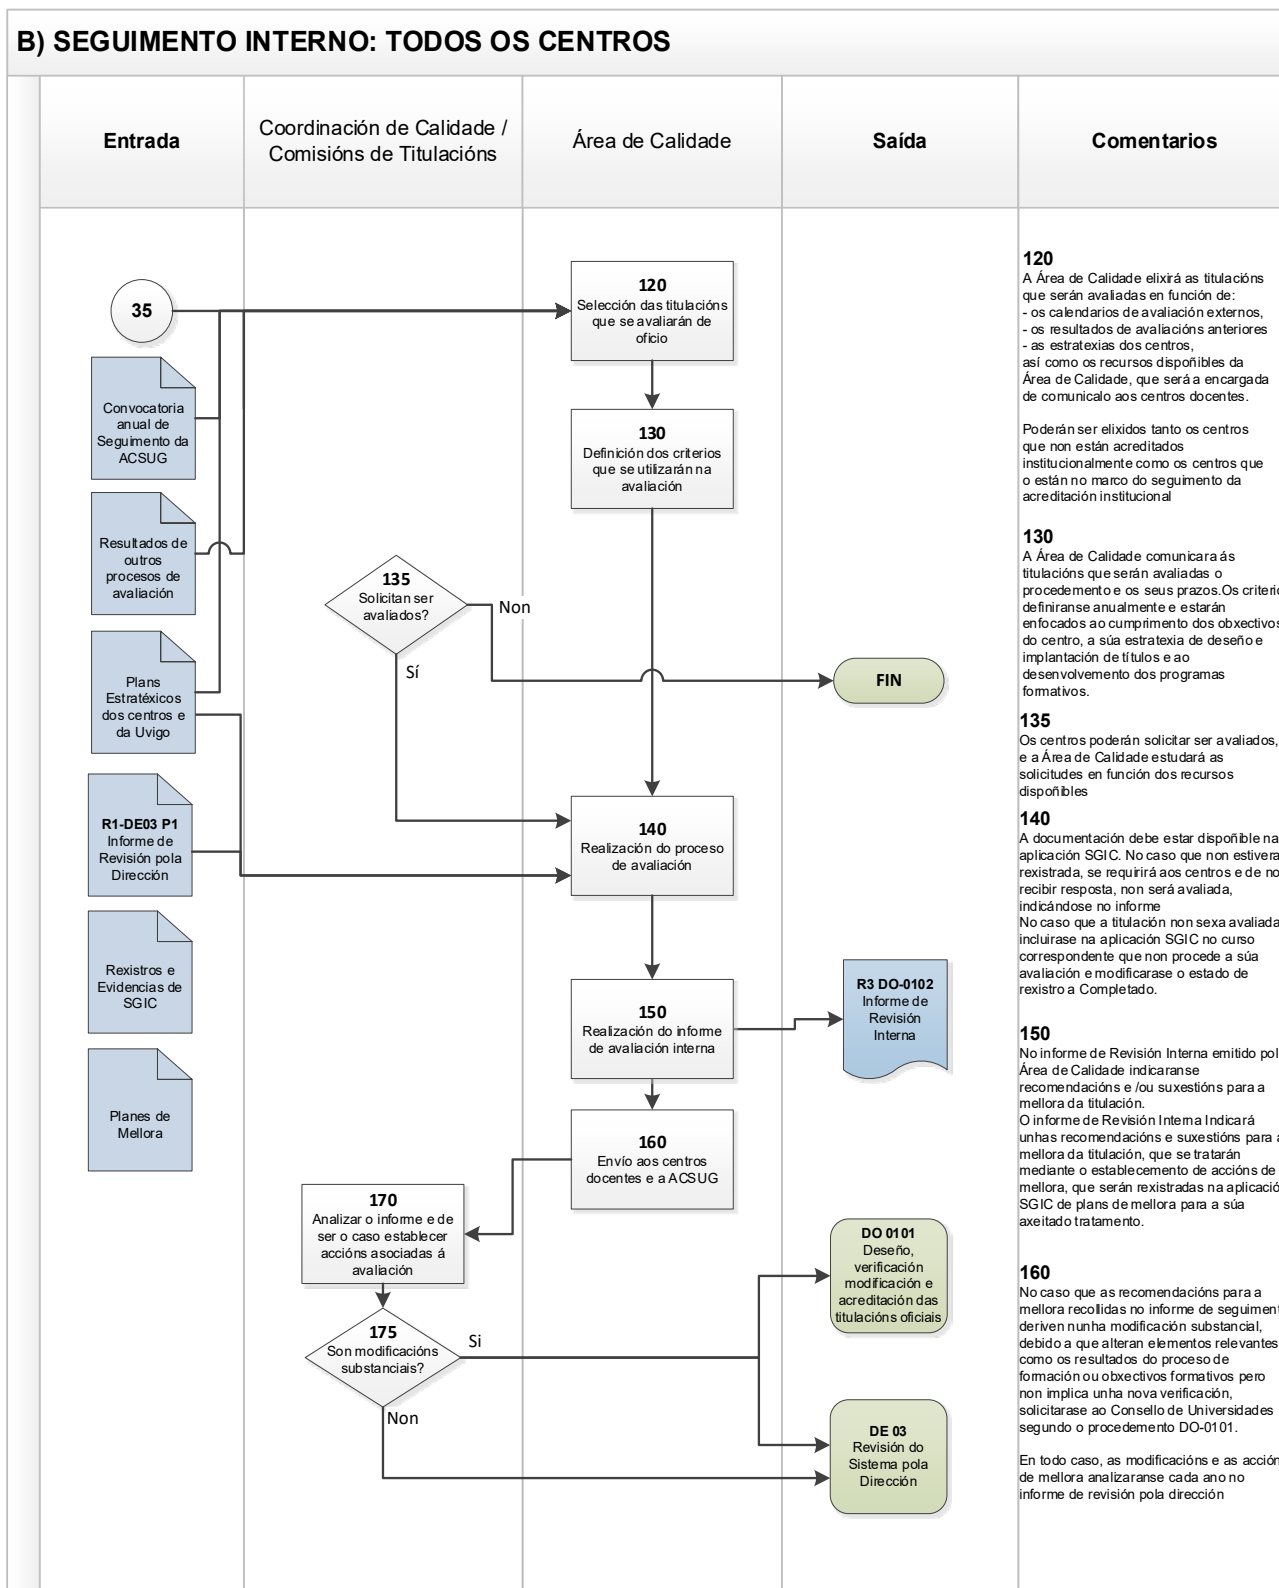 B) SEGUIMENTO INTERNO: TODOS OS CENTROS
Entrada
Coordinación de Calidade /
Comisións de Titulacións
Área de Calidade
Saída
Comentarios
35
Convocatoria
anual de
Seguimento da
ACSUG
Resultados de
outros
procesos de
avaliación
Plans
Estratéxicos
dos centros e
da Uvigo
R1-DE03 P1
Informe de
Revisión pola
Dirección
Rexistros e
Evidencias de
SGIC
Planes de
Mellora
120
Selección das titulacións
que se avaliarán de
oficio
130
Definición dos criterios
que se utilizarán na
avaliación
135
Solicitan ser
avaliados?
Non
Sí
FIN
140
Realización do proceso
de avaliación
150
Realización do informe
de avaliación interna
R3 DO-0102
Informe de
Revisión
Interna
160
Envío aos centros
docentes e a ACSUG
170
Analizar o informe e de
ser o caso establecer
accións asociadas á
avaliación
175
Son modificacións
substanciais?
Si
Non
DO 0101
Deseño,
verificación
modificación e
acreditación das
titulacións oficiais
DE 03
Revisión do
Sistema pola
Dirección
120
A Área de Calidade elixirá as titulacións
que serán avaliadas en función de:
- os calendarios de avaliación externos,
- os resultados de avaliacións anteriores
- as estratexias dos centros,
así como os recursos dispoñibles da
Área de Calidade, que será a encargada
de comunicalo aos centros docentes.
Poderán ser elixidos tanto os centros
que non están acreditados
institucionalmente como os centros que
o están no marco do seguimento da
acreditación institucional
130
A Área de Calidade comunicara ás
titulacións que serán avaliadas o
procedemento e os seus prazos.Os criterio
definiranse anualmente e estarán
enfocados ao cumprimento dos obxectivos
do centro, a súa estratexia de deseño e
implantación de títulos e ao
desenvolvemento dos programas
formativos.
135
Os centros poderán solicitar ser avaliados,
e a Área de Calidade estudará as
solicitudes en función dos recursos
dispoñibles
140
A documentación debe estar dispoñible na
aplicación SGIC. No caso que non estivera
rexistrada, se requirirá aos centros e de no
recibir resposta, non será avaliada,
indicándose no informe
No caso que a titulación non sexa avaliada
incluirase na aplicación SGIC no curso
correspondente que non procede a súa
avaliación e modificarase o estado de
rexistro a Completado.
150
No informe de Revisión Interna emitido pol
Área de Calidade indicaranse
recomendacións e /ou suxestións para a
mellora da titulación.
O informe de Revisión Interna Indicará
unhas recomendacións e suxestións para a
mellora da titulación, que se tratarán
mediante o establecemento de accións de
mellora, que serán rexistradas na aplicació
SGIC de plans de mellora para a súa
axeitado tratamento.
160
No caso que as recomendacións para a
mellora recollidas no informe de seguiment
deriven nunha modificación substancial,
debido a que alteran elementos relevantes
como os resultados do proceso de
formación ou obxectivos formativos pero
non implica unha nova verificación,
solicitarase ao Consello de Universidades
segundo o procedemento DO-0101.
En todo caso, as modificacións e as acción
de mellora analizaranse cada ano no
informe de revisión pola dirección